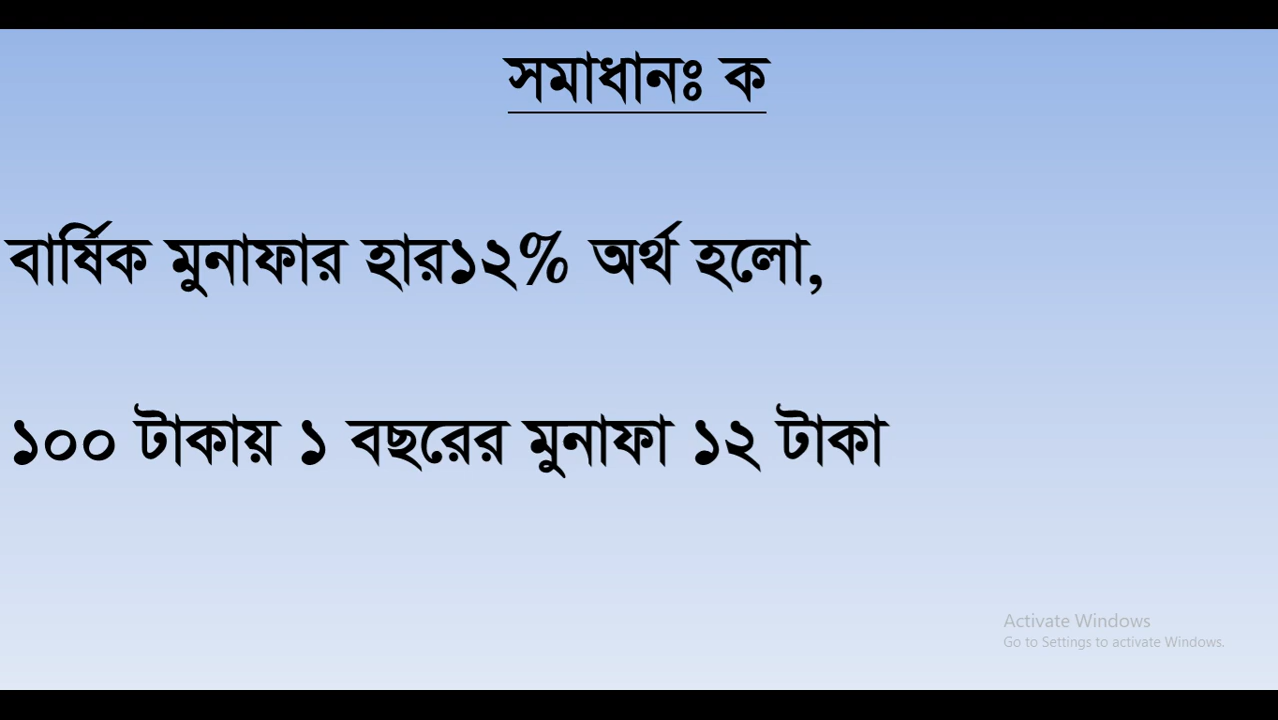 সমাধানঃ ক
বার্ষিক মুনাফার হার১২% অর্থ হলো,
১০০ টাকায় ১ বছরের মুনাফা ১২ টাকা
Activate Windows
Go to Settings to activate Windows.